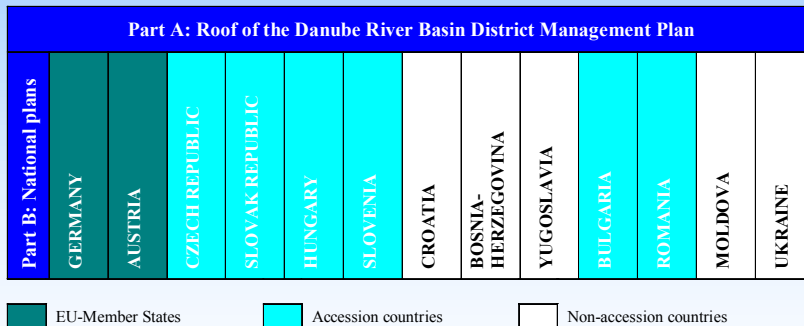 Part A: Roof of the Danube River Basin District Management Plan
Part B: National plans
GERMANY
AUSTRIA
CZECH REPUBLIC
SLOVAK REPUBLIC
HUNGARY
SLOVENIA
CROATIA
BOSNIA-
HERZEGOVINA
YUGOSLAVIA
BULGARIA
ROMANIA
MOLDOVA
UKRAINE
EU-Member States
Accession countries
Non-accession countries